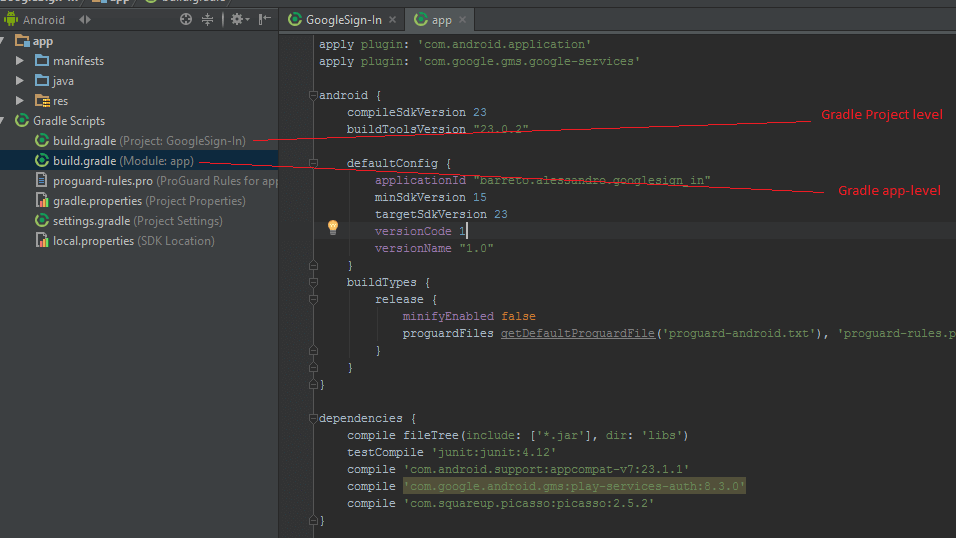 GoogleSign-In app build.gradle
Android GoogleSign-In app
app
manifests
java
res
Gradle Scripts
build.gradle (Project: GoogleSign-In)
build.gradle (Module: app)
proguard-rules.pro (ProGuard Rules for app
gradle.properties (Project Properties)
settings.gradle (Project Settings)
local.properties (SDK Location)
apply plugin: 'com.android.application'
apply plugin: 'com.google.gms.google-services'
android {
compileSdkVersion 23
buildToolsVersion "23.0.2"
defaultConfig {
applicationId "barreto.alessandro.googlesign_in"
minSdkVersion 15
targetSdkVersion 23
versionCode 1
versionName "1.0"
}
buildTypes {
release {
minifyEnabled false
proguardFiles getDefaultProguardFile('proguard-android.txt'), 'proguard-rules.p
}
}
}
dependencies {
compile fileTree(include: ['*.jar'], dir: 'libs')
testCompile 'junit:junit:4.12'
compile 'com.android.support:appcompat-v7:23.1.1'
compile 'com.google.android.gms:play-services-auth:8.3.0'
compile 'com.squareup.picasso:picasso:2.5.2'
}
Gradle Project level
Gradle app-level